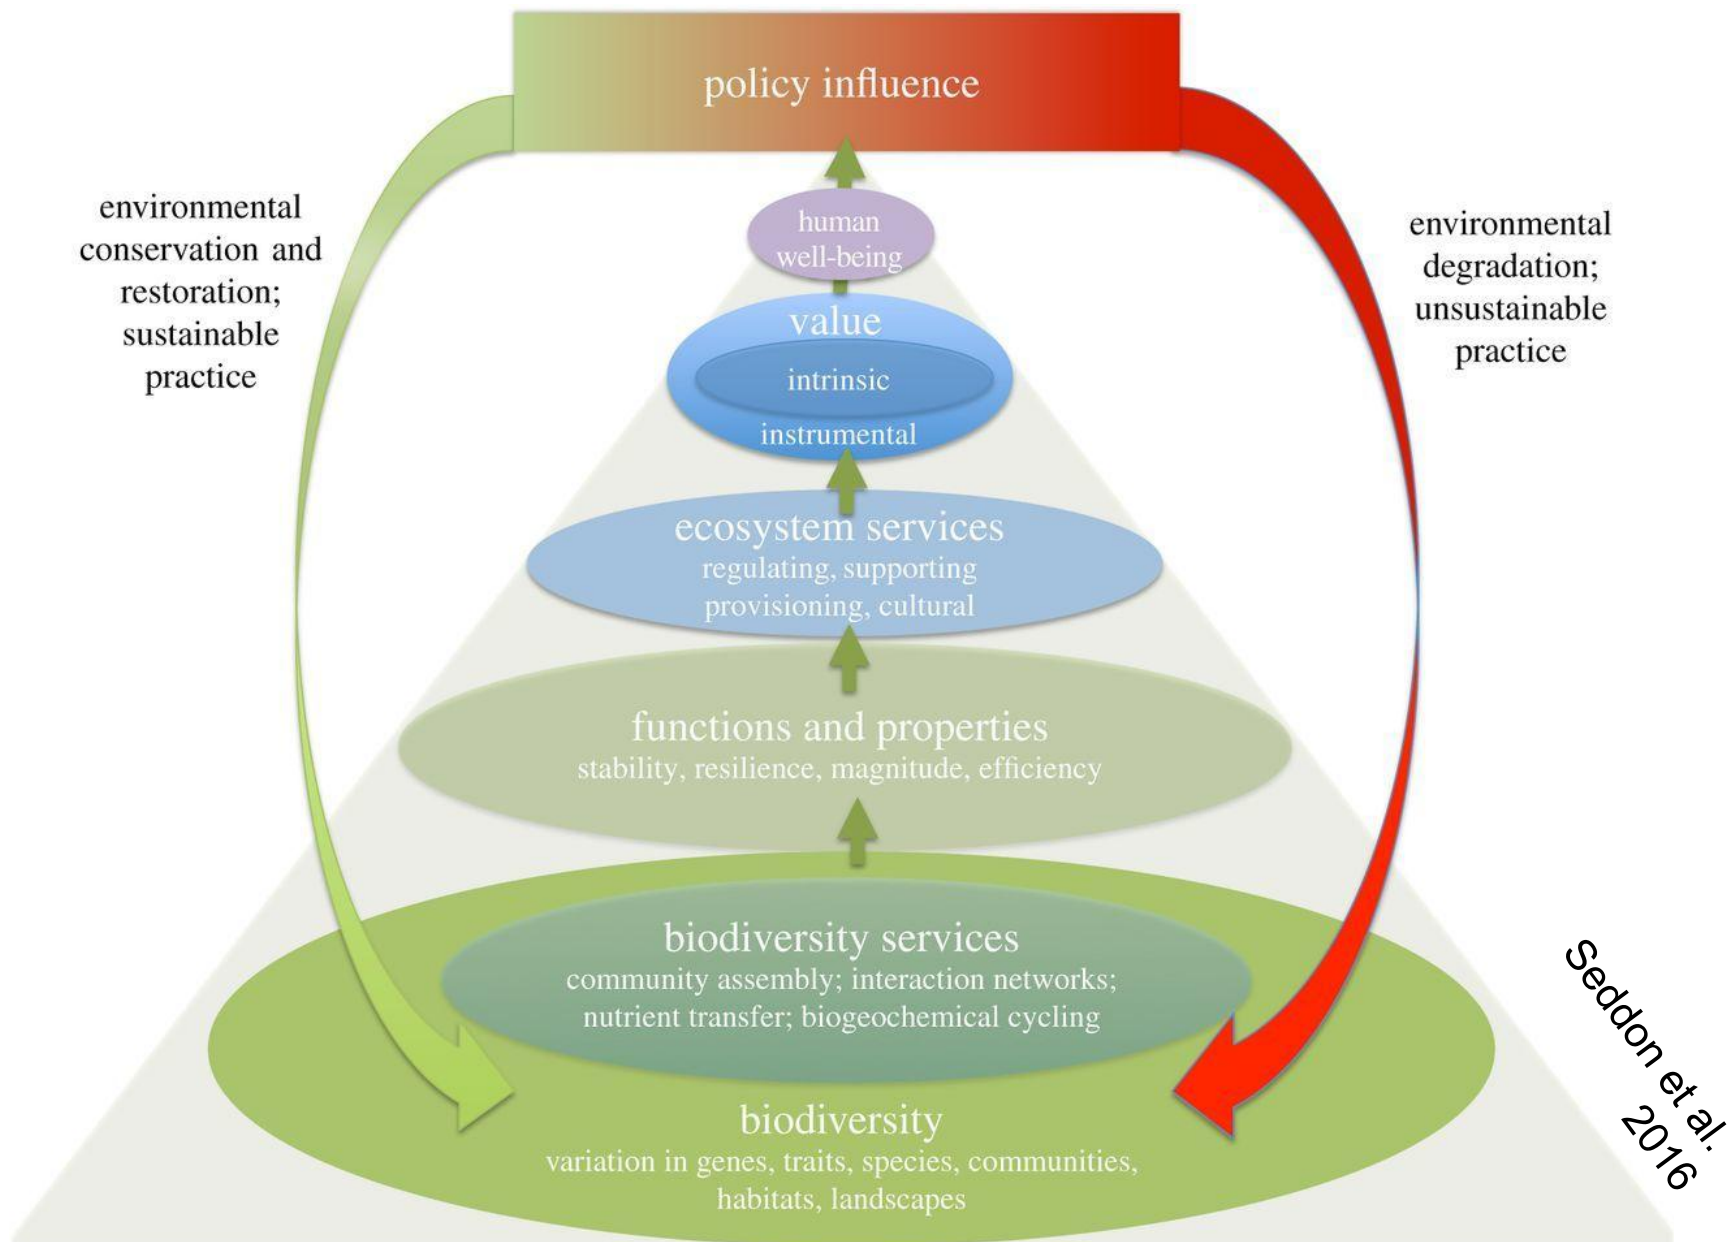 policy influence
environmental
conservation and
restoration;
sustainable
practice
environmental
degradation;
unsustainable
practice
human
well-being
value
intrinsic
instrumental
ecosystem services
regulating, supporting
provisioning, cultural
functions and properties
stability, resilience, magnitude, efficiency
biodiversity services
community assembly; interaction networks;
nutrient transfer; biogeochemical cycling
biodiversity
variation in genes, traits, species, communities,
habitats, landscapes
Seddon et al.
2016